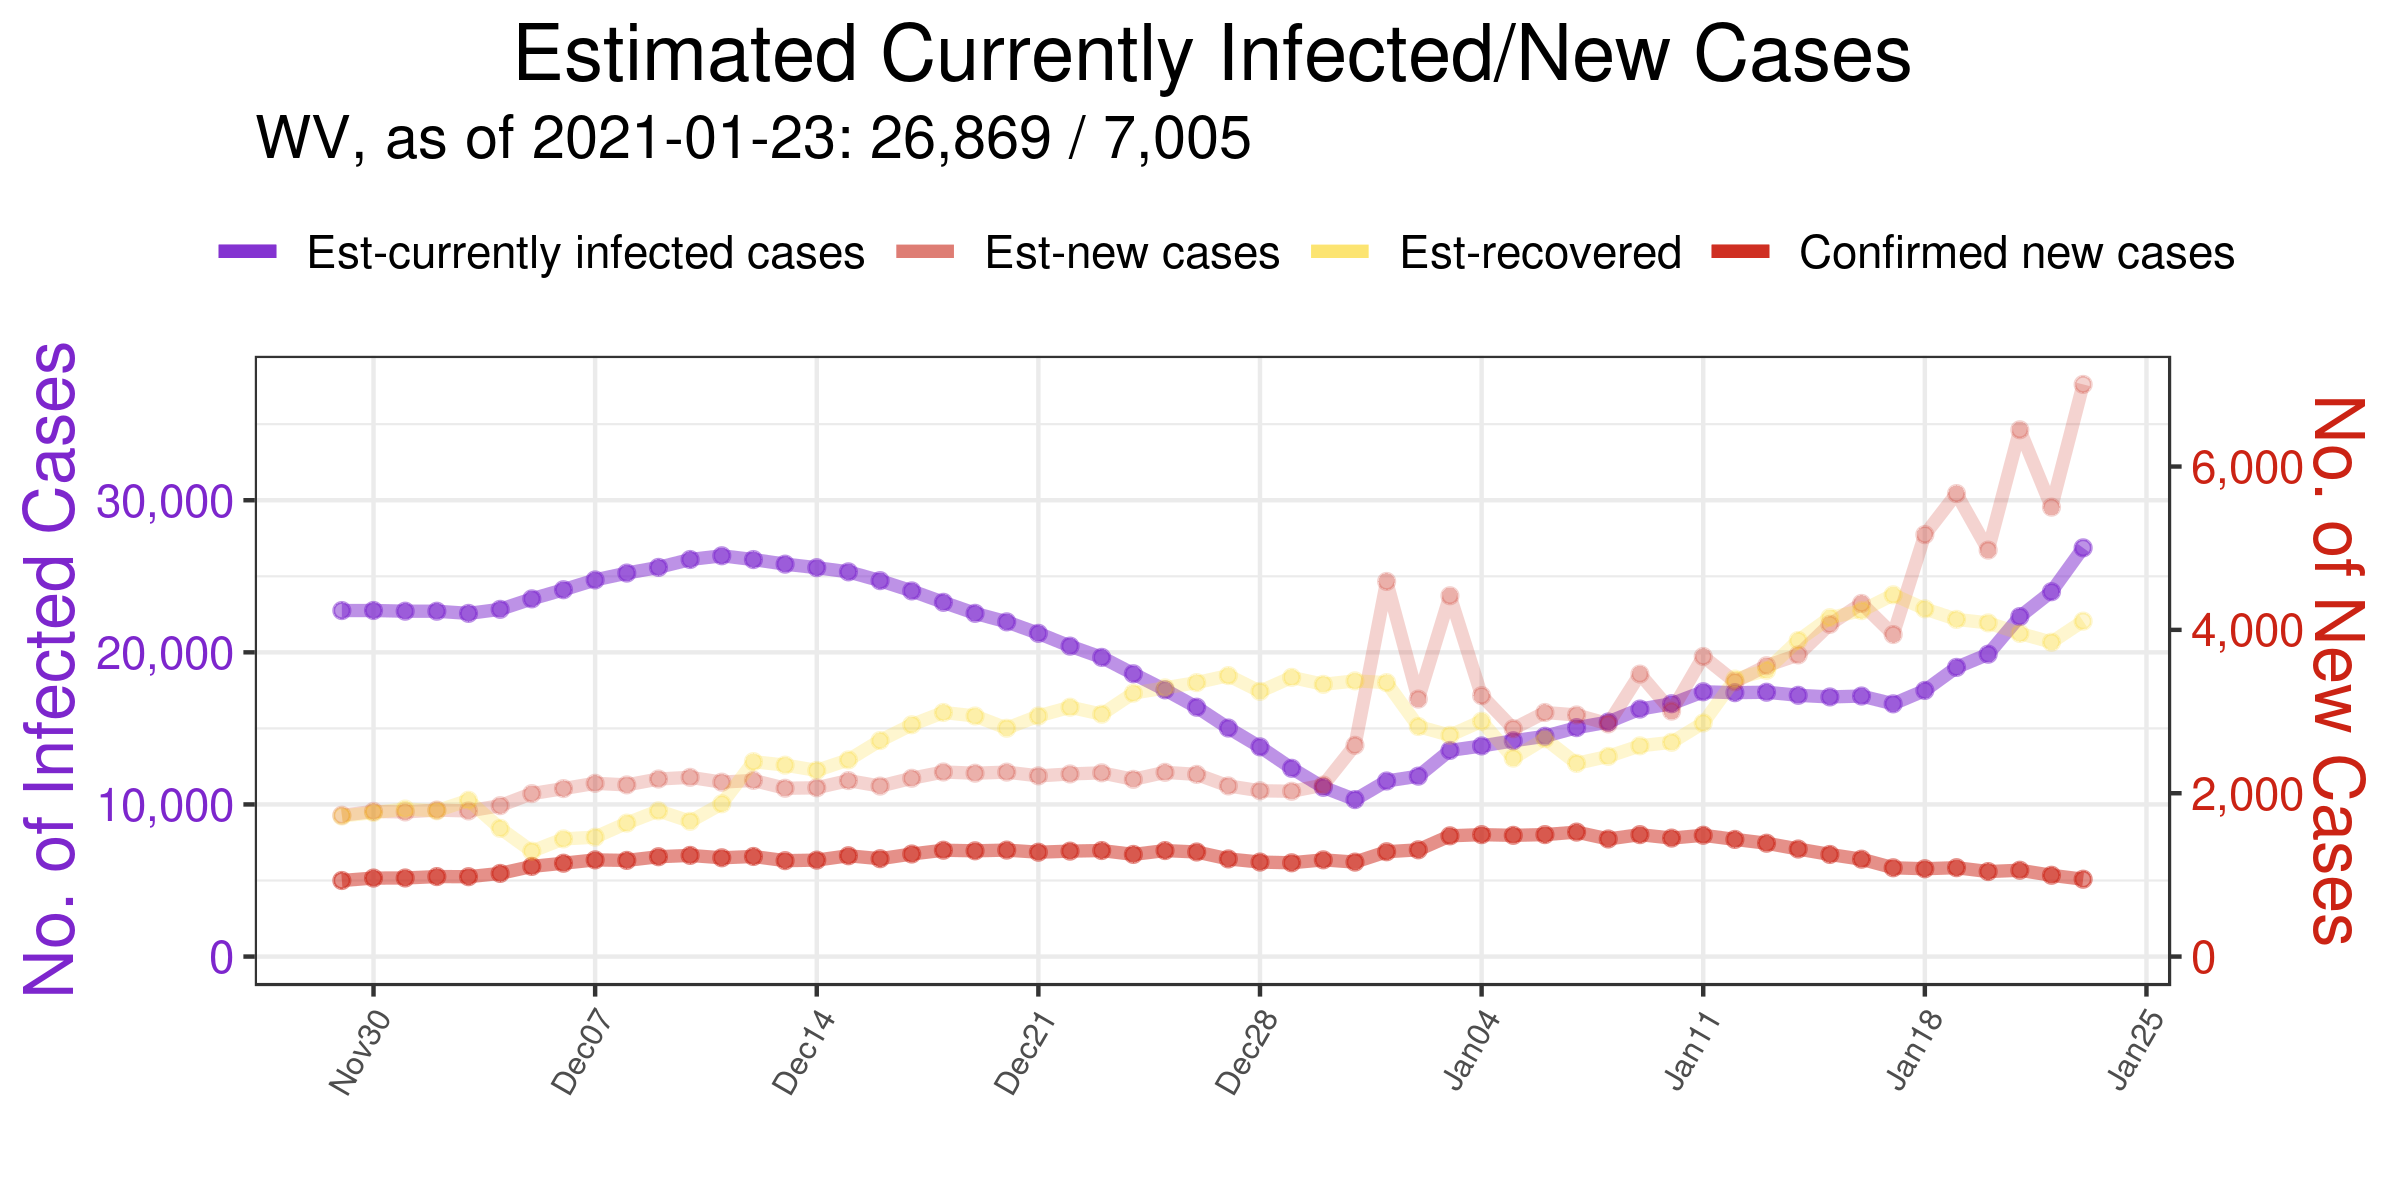 Estimated Currently Infected/New Cases
WV, as of 2021-01-23: 26,869 / 7,005
Est-currently infected cases
Est-new cases
Est-recovered
Confirmed new cases
No. of Infected Cases
30,000
20,000
10,000
0
6,000
4,000
2,000
0
No. of New Cases
Nov30
Dec07
Dec14
Dec21
Dec28
Jan04
Jan11
Jan18
Jan25